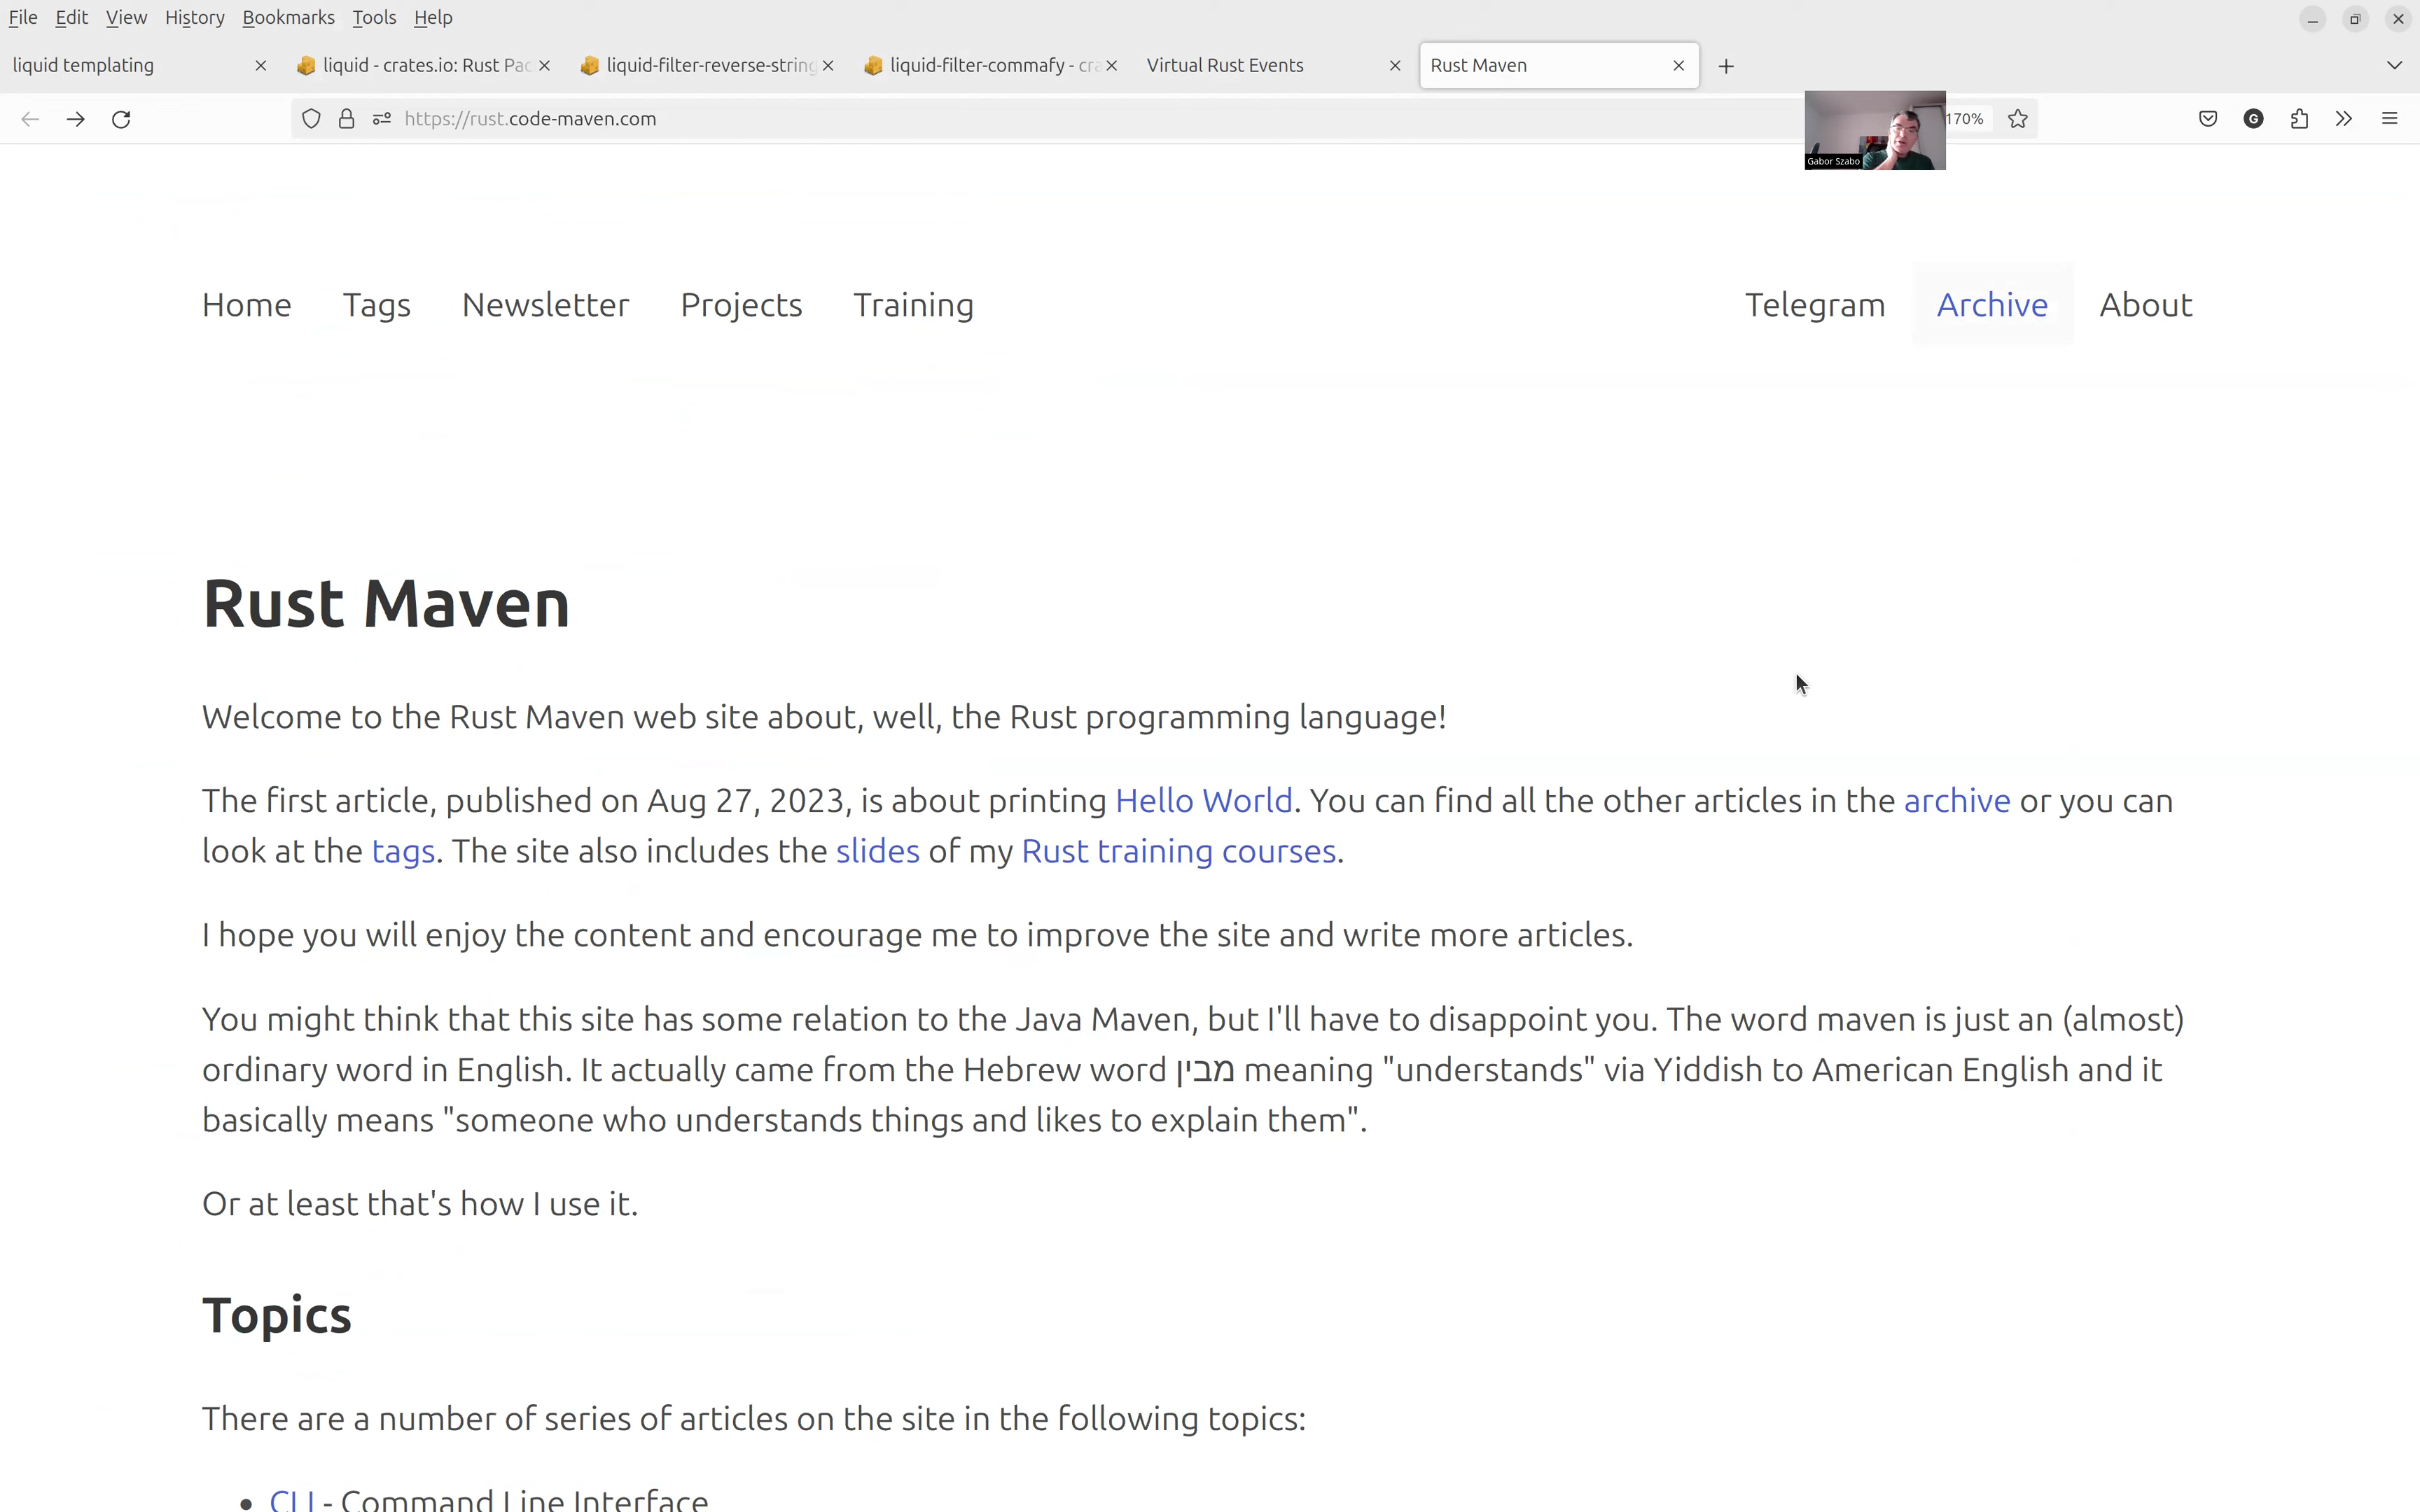 File Edit View History Bookmarks Tools Help
liquid templating
liquid - crates.io: Rust Pac
liquid-filter-reverse-string
liquid-filter-commafy - cra
Virtual Rust Events
Rust Maven
https://rust.code-maven.com
170%
Gabor Szabo
Home Tags Newsletter Projects Training Telegram Archive About
Rust Maven
Welcome to the Rust Maven web site about, well, the Rust programming language!
The first article, published on Aug 27, 2023, is about printing Hello World. You can find all the other articles in the archive or you can
look at the tags. The site also includes the slides of my Rust training courses.
I hope you will enjoy the content and encourage me to improve the site and write more articles.
You might think that this site has some relation to the Java Maven, but I'll have to disappoint you. The word maven is just an (almost)
ordinary word in English. It actually came from the Hebrew word מבין meaning "understands" via Yiddish to American English and it
basically means "someone who understands things and likes to explain them".
Or at least that's how I use it.
Topics
There are a number of series of articles on the site in the following topics:
• CLI - Command Line Interface